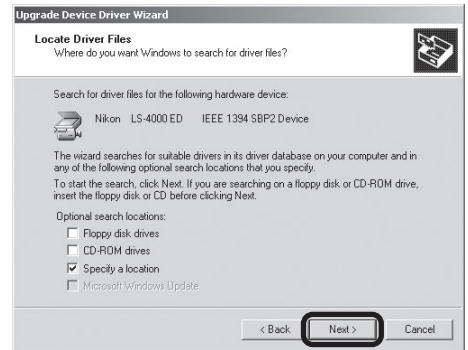 Upgrade Device Driver Wizard
Locate Driver Files
Where do you want Windows to search for driver files?
Search for driver files for the following hardware device:
Nikon LS-4000 ED IEEE 1394 SBP2 Device
The wizard searches for suitable drivers in its driver database on your computer and in
any of the following optional search locations that you specify.
To start the search, click Next. If you are searching on a floppy disk or CD-ROM drive,
insert the floppy disk or CD before clicking Next.
Optional search locations:
Floppy disk drives
CD-ROM drives
Specify a location
Microsoft Windows Update
< Back Next > Cancel